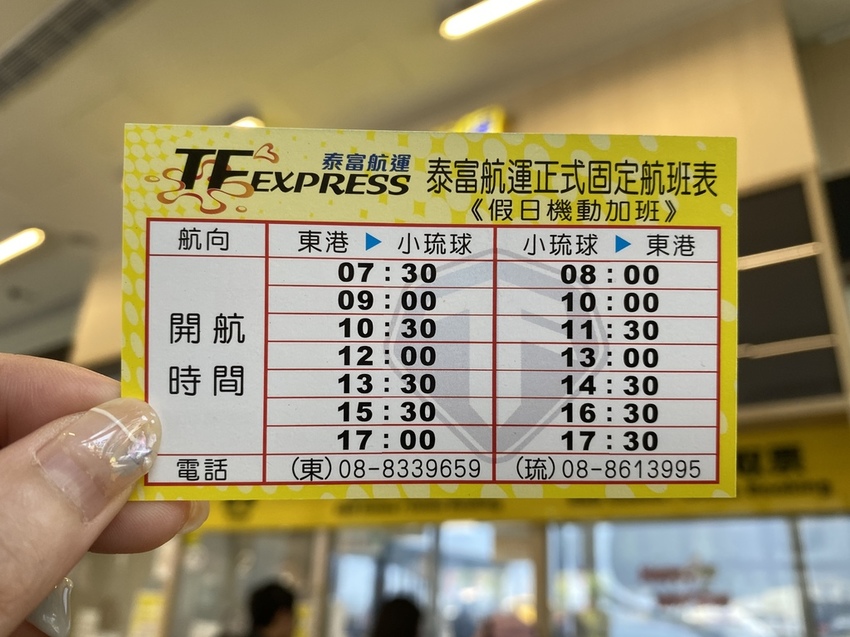 TF EXPRESS 泰富航運
泰富航運正式固定航班表
《假日機動加班》
航向 東港 ▶ 小琉球 小琉球 ▶ 東港
開航時間
07:30 08:00
09:00 10:00
10:30 11:30
12:00 13:00
13:30 14:30
15:30 16:30
17:00 17:30
電話 (東)08-8339659 (琉)08-8613995
票